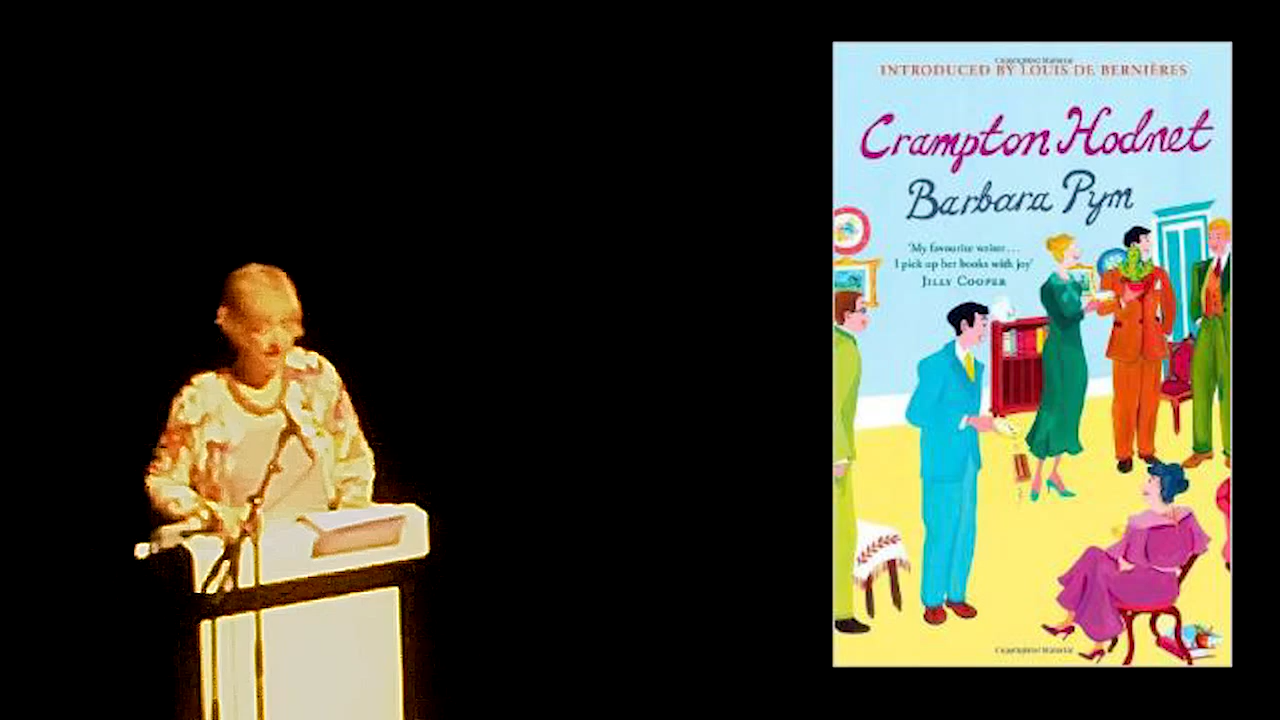 INTRODUCED BY LOUIS DE BERNIÈRES
Crampton Hodnet
Barbara Pym
'My favourite writer...
I pick up her books with joy'
JILLY COOPER